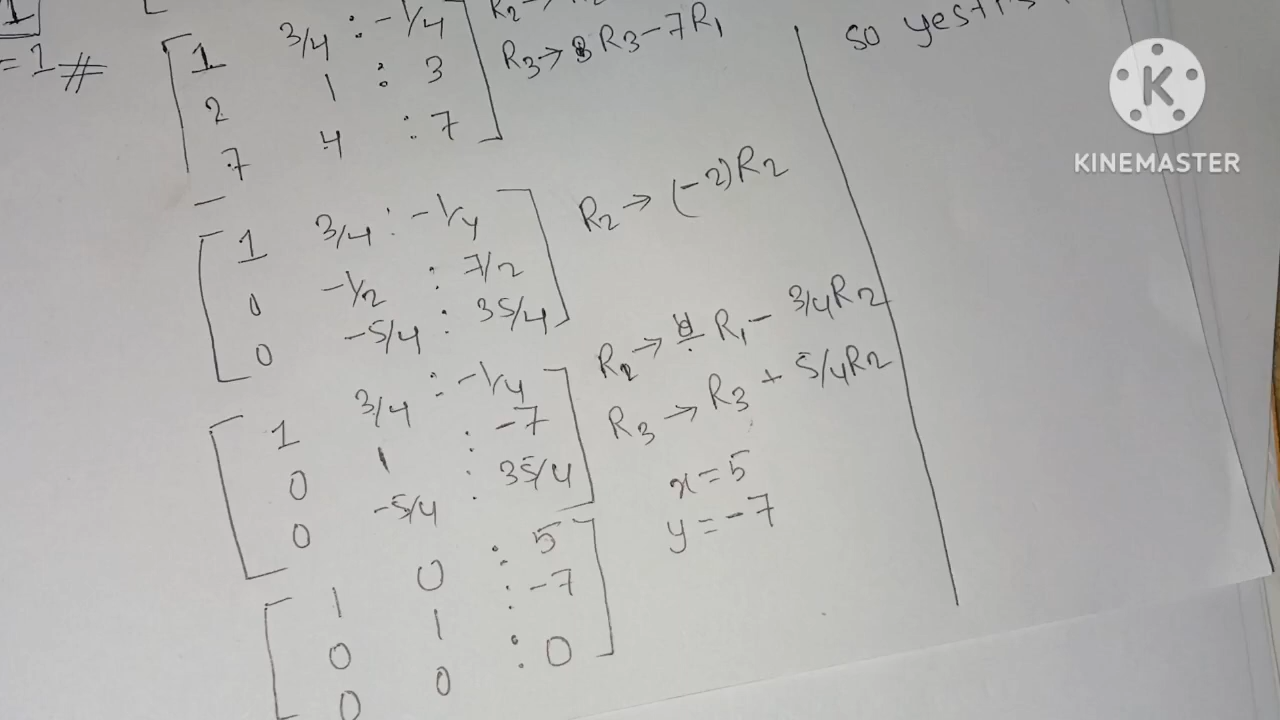 1
= 1 #
1 3/4 : -1/4
2 1 : 3
7 4 : 7
R3 → R3 - 7R1
so yes
K
KINEMASTER
1 3/4 : -1/4
0 -1/2 : 7/2
0 -5/4 : 35/4
R2 → (-2)R2
1 3/4 : -1/4
0 1 : -7
0 -5/4 : 35/4
R2 → R1 - 3/4R2
R3 → R3 + 5/4R2
1 0 : 5
0 1 : -7
0 0 : 0
x = 5
y = -7